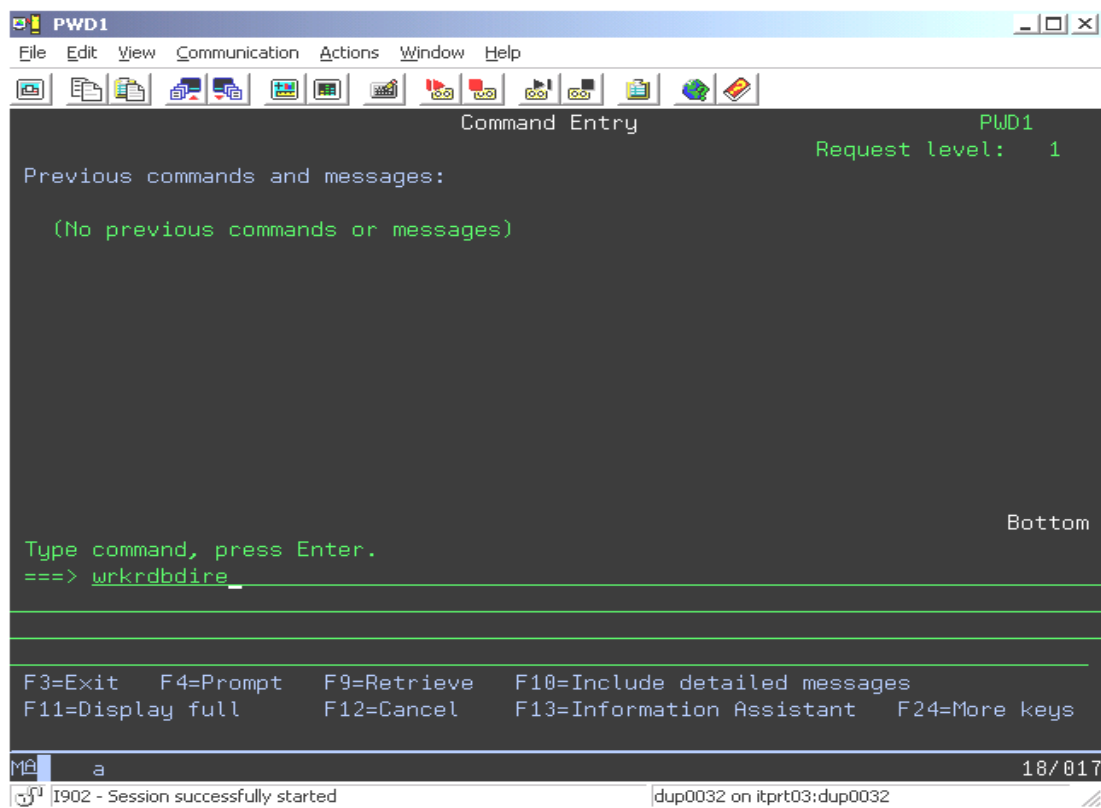 PWD1
File Edit View Communication Actions Window Help
Command Entry PWD1
Request level: 1
Previous commands and messages:
(No previous commands or messages)
Bottom
Type command, press Enter.
===> wrkrdbdire
F3=Exit F4=Prompt F9=Retrieve F10=Include detailed messages
F11=Display full F12=Cancel F13=Information Assistant F24=More keys
MA a 18/017
I902 - Session successfully started dup0032 on itprt03:dup0032